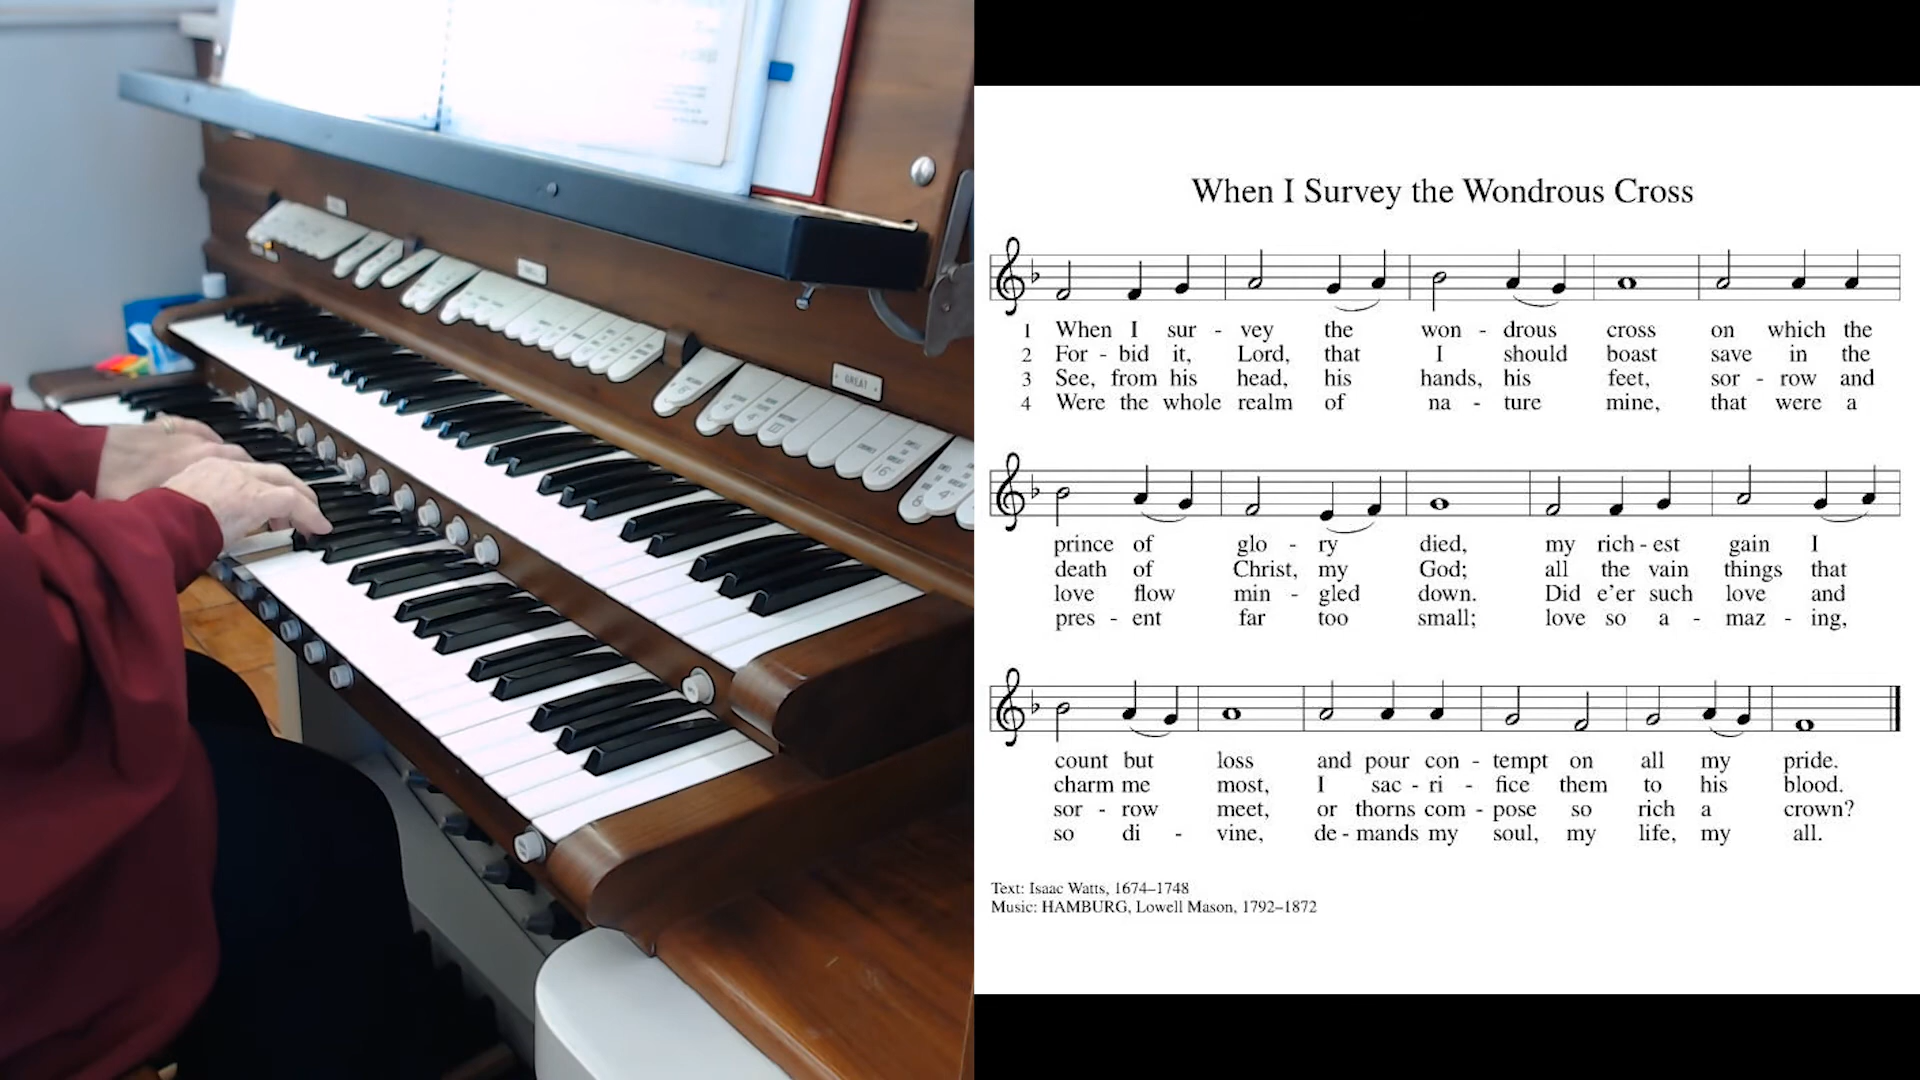 GREAT
16'
4'
8'
When I Survey the Wondrous Cross
1 When I sur - vey the won - drous cross on which the
2 For - bid it, Lord, that I should boast save in the
3 See, from his head, his hands, his feet, sor - row and
4 Were the whole realm of na - ture mine, that were a
prince of glo - ry died, my rich - est gain I
death of Christ, my God; all the vain things that
love flow min - gled down. Did e'er such love and
pres - ent far too small; love so a - maz - ing,
count but loss and pour con - tempt on all my pride.
charm me most, I sac - ri - fice them to his blood.
sor - row meet, or thorns com - pose so rich a crown?
so di - vine, de - mands my soul, my life, my all.
Text: Isaac Watts, 1674–1748
Music: HAMBURG, Lowell Mason, 1792–1872